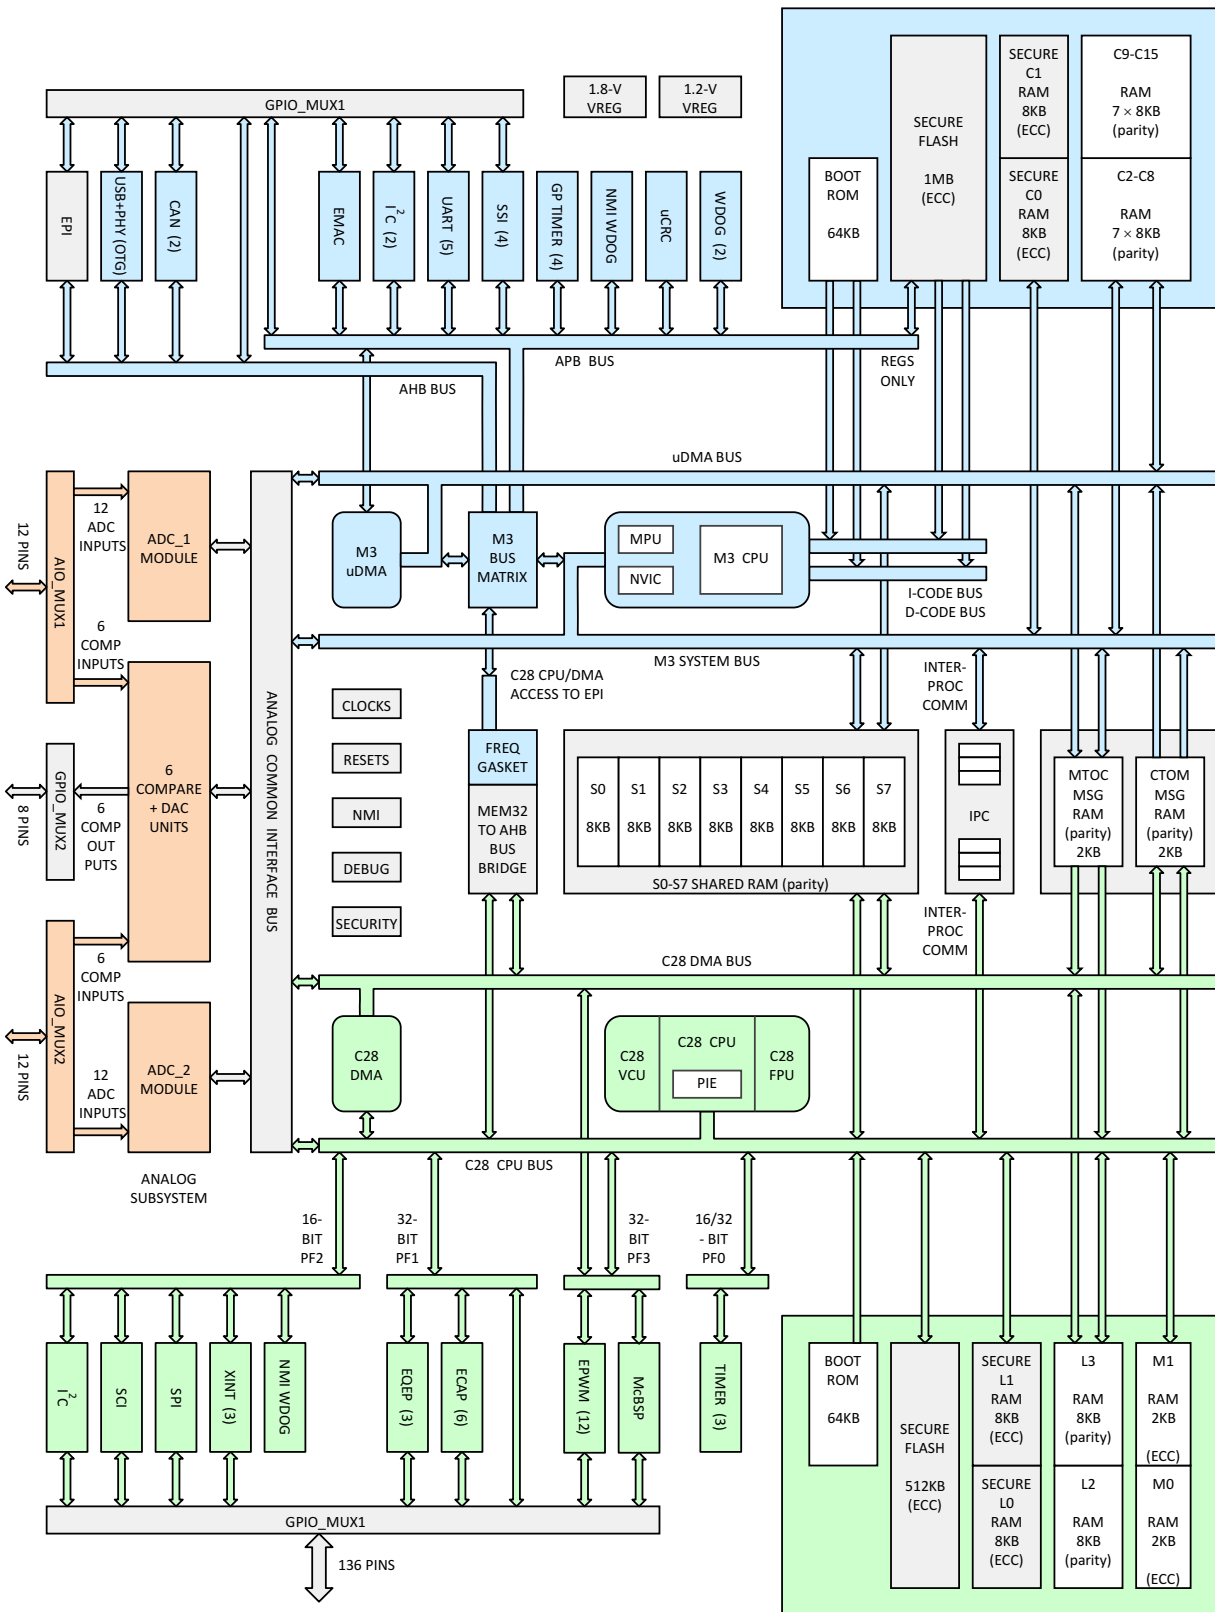 GPIO_MUX1
1.8-V
VREG
1.2-V
VREG
SECURE
C1
RAM
8KB
(ECC)
C9-C15
RAM
7 × 8KB
(parity)
SECURE
FLASH
1MB
(ECC)
BOOT
ROM
64KB
SECURE
C0
RAM
8KB
(ECC)
C2-C8
RAM
7 × 8KB
(parity)
EPI
USB+PHY (OTG)
CAN (2)
EMAC
I²C (2)
UART (5)
SSI (4)
GP TIMER (4)
NMI WDOG
uCRC
WDOG (2)
APB BUS
REGS
ONLY
AHB BUS
uDMA BUS
12 PINS
AIO_MUX1
12
ADC
INPUTS
ADC_1
MODULE
6
COMP
INPUTS
M3
uDMA
M3
BUS
MATRIX
MPU
NVIC
M3 CPU
I-CODE BUS
D-CODE BUS
M3 SYSTEM BUS
C28 CPU/DMA
ACCESS TO EPI
INTER-
PROC
COMM
ANALOG COMMON INTERFACE BUS
CLOCKS
RESETS
NMI
DEBUG
SECURITY
FREQ
GASKET
MEM32
TO AHB
BUS
BRIDGE
S0
8KB
S1
8KB
S2
8KB
S3
8KB
S4
8KB
S5
8KB
S6
8KB
S7
8KB
S0-S7 SHARED RAM (parity)
IPC
MTOC
MSG
RAM
(parity)
2KB
CTOM
MSG
RAM
(parity)
2KB
GPIO_MUX2
8 PINS
6
COMP
OUT
PUTS
6
COMPARE
+ DAC
UNITS
INTER-
PROC
COMM
C28 DMA BUS
6
COMP
INPUTS
AIO_MUX2
12 PINS
12
ADC
INPUTS
ADC_2
MODULE
C28
DMA
C28
VCU
C28 CPU
PIE
C28
FPU
C28 CPU BUS
ANALOG
SUBSYSTEM
16-
BIT
PF2
32-
BIT
PF1
32-
BIT
PF3
16/32
- BIT
PF0
I²C
SCI
SPI
XINT (3)
NMI WDOG
EQEP (3)
ECAP (6)
EPWM (12)
McBSP
TIMER (3)
BOOT
ROM
64KB
SECURE
FLASH
512KB
(ECC)
SECURE
L1
RAM
8KB
(ECC)
L3
RAM
8KB
(parity)
M1
RAM
2KB
(ECC)
SECURE
L0
RAM
8KB
(ECC)
L2
RAM
8KB
(parity)
M0
RAM
2KB
(ECC)
GPIO_MUX1
136 PINS